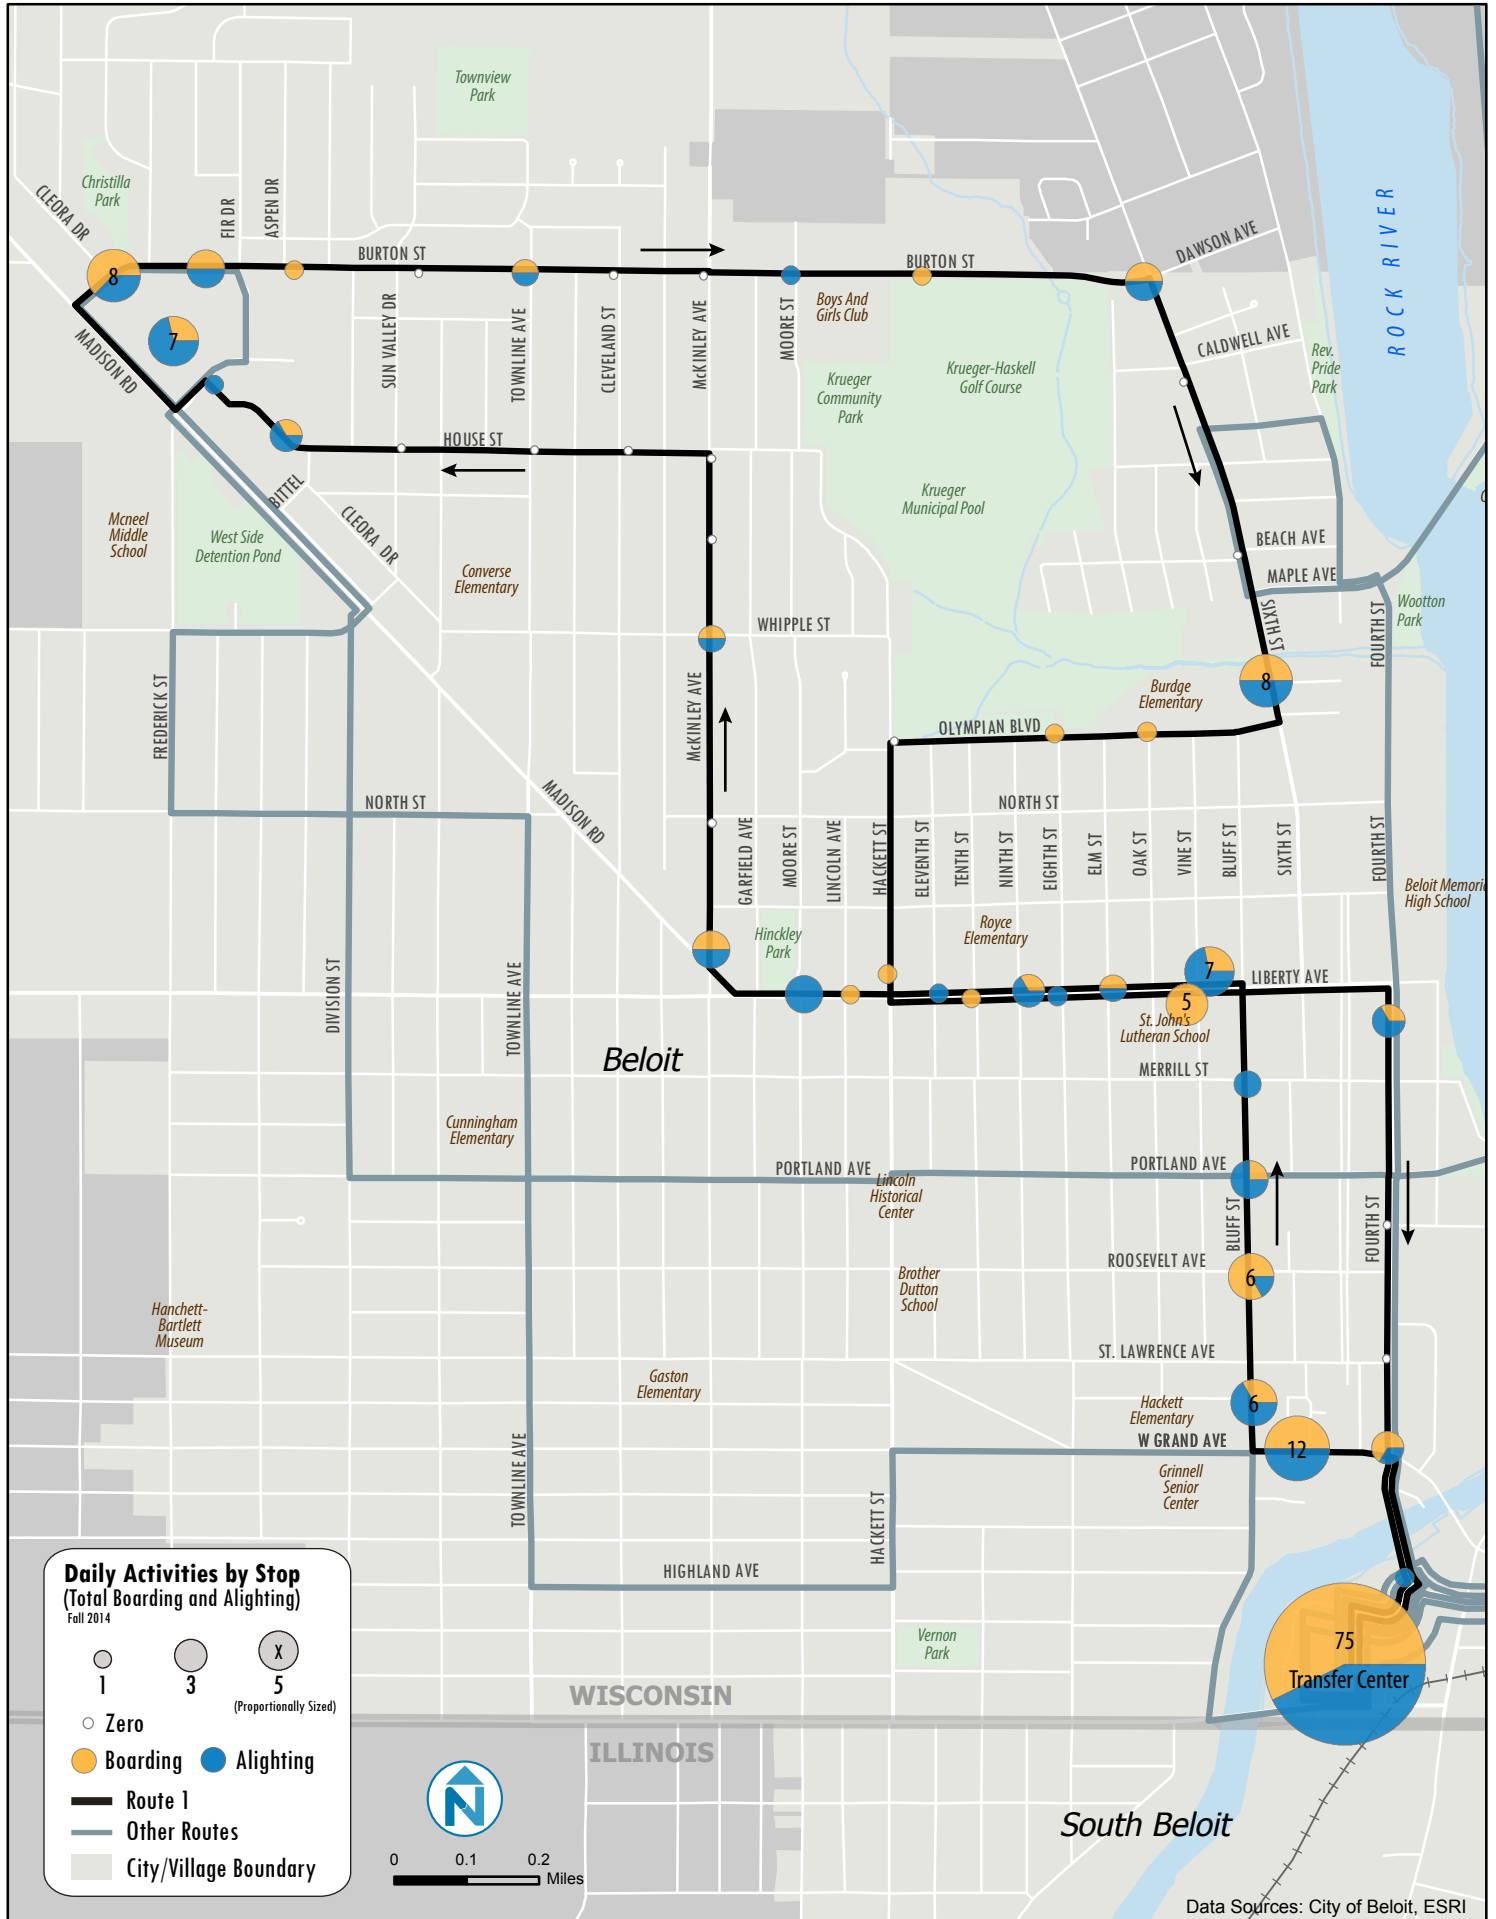 Townview
Park
Christilla
Park
CLEORA DR
FIR DR
ASPEN DR
BURTON ST
BURTON ST
DAWSON AVE
ROCK RIVER
8
7
MADISON RD
SUN VALLEY DR
TOWNLINE AVE
CLEVELAND ST
McKINLEY AVE
MOORE ST
Boys And
Girls Club
Krueger
Community
Park
Krueger-Haskell
Golf Course
CALDWELL AVE
Rev.
Pride
Park
HOUSE ST
BITTEL
CLEORA DR
Mcneel
Middle
School
West Side
Detention Pond
Converse
Elementary
Krueger
Municipal Pool
BEACH AVE
MAPLE AVE
SIXTH ST
Wootton
Park
FOURTH ST
WHIPPLE ST
FREDERICK ST
McKINLEY AVE
Burdge
Elementary
8
OLYMPIAN BLVD
NORTH ST
MADISON RD
NORTH ST
GARFIELD AVE
MOORE ST
LINCOLN AVE
HACKETT ST
ELEVENTH ST
TENTH ST
NINTH ST
EIGHTH ST
ELM ST
OAK ST
VINE ST
BLUFF ST
SIXTH ST
FOURTH ST
Beloit Memori
High School
Hinckley
Park
Royce
Elementary
7
LIBERTY AVE
5
St. John's
Lutheran School
DIVISION ST
TOWNLINE AVE
Beloit
MERRILL ST
Cunningham
Elementary
PORTLAND AVE
PORTLAND AVE
Lincoln
Historical
Center
BLUFF ST
FOURTH ST
ROOSEVELT AVE
6
Brother
Dutton
School
Hanchett-
Bartlett
Museum
ST. LAWRENCE AVE
Gaston
Elementary
Hackett
Elementary
6
W GRAND AVE
12
Grinnell
Senior
Center
TOWNLINE AVE
HACKETT ST
HIGHLAND AVE
Vernon
Park
75
Transfer Center
WISCONSIN
ILLINOIS
South Beloit
Daily Activities by Stop
(Total Boarding and Alighting)
Fall 2014
X
1 3 5
(Proportionally Sized)
Zero
Boarding Alighting
Route 1
Other Routes
City/Village Boundary
N
0 0.1 0.2
Miles
Data Sources: City of Beloit, ESRI